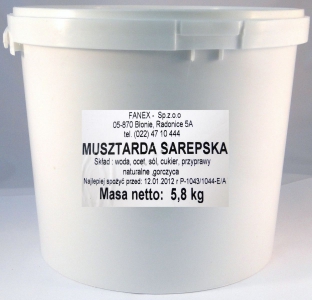 FANEX - Sp.z.o.o
05-870 Błonie, Radonice 5A
tel.(022) 47 10 444
MUSZTARDA SAREPSKA
Skład : woda, ocet, sól, cukier, przyprawy
naturalne ,gorczyca
Najlepiej spożyć przed: 12.01.2012 r P-1043/1044-E/A
Masa netto: 5,8 kg